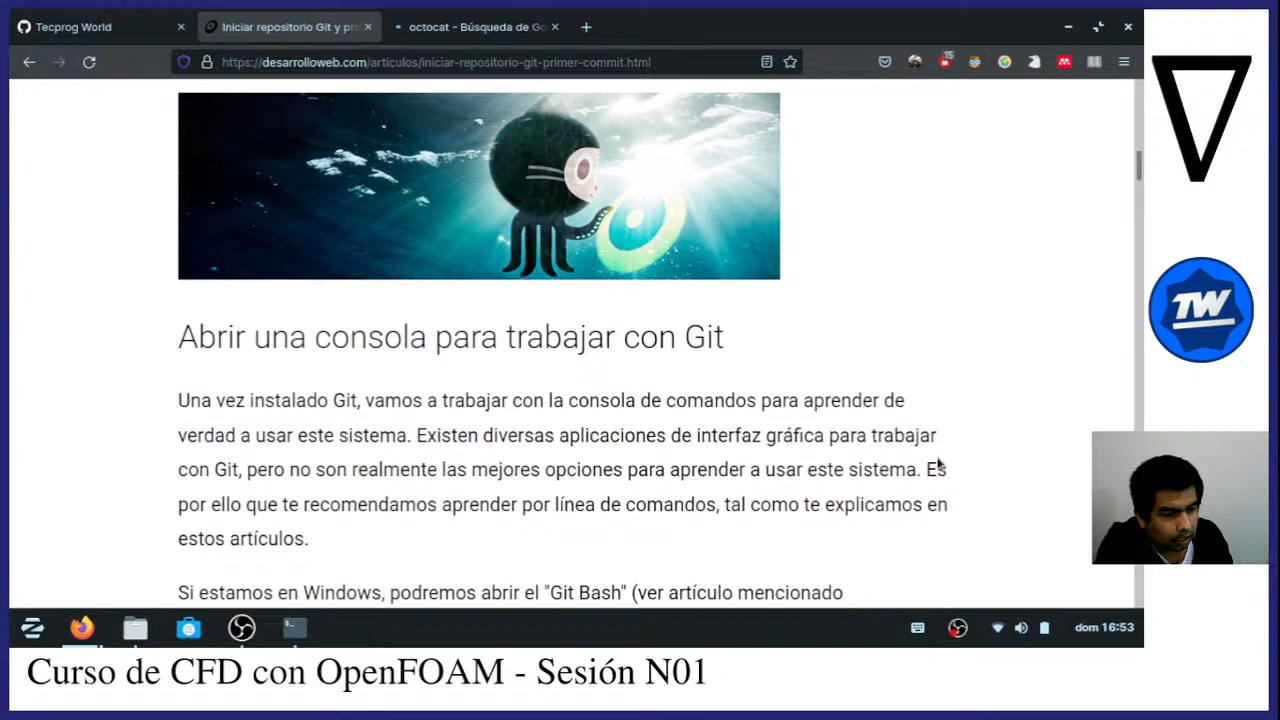 Tecprog World
Iniciar repositorio Git y pri
octocat - Búsqueda de Go
https://desarrolloweb.com/articulos/iniciar-repositorio-git-primer-commit.html
15
Abrir una consola para trabajar con Git
Una vez instalado Git, vamos a trabajar con la consola de comandos para aprender de
verdad a usar este sistema. Existen diversas aplicaciones de interfaz gráfica para trabajar
con Git, pero no son realmente las mejores opciones para aprender a usar este sistema. Es
por ello que te recomendamos aprender por línea de comandos, tal como te explicamos en
estos artículos.
Si estamos en Windows, podremos abrir el "Git Bash" (ver artículo mencionado
TW
dom 16:53
Curso de CFD con OpenFOAM - Sesión N01